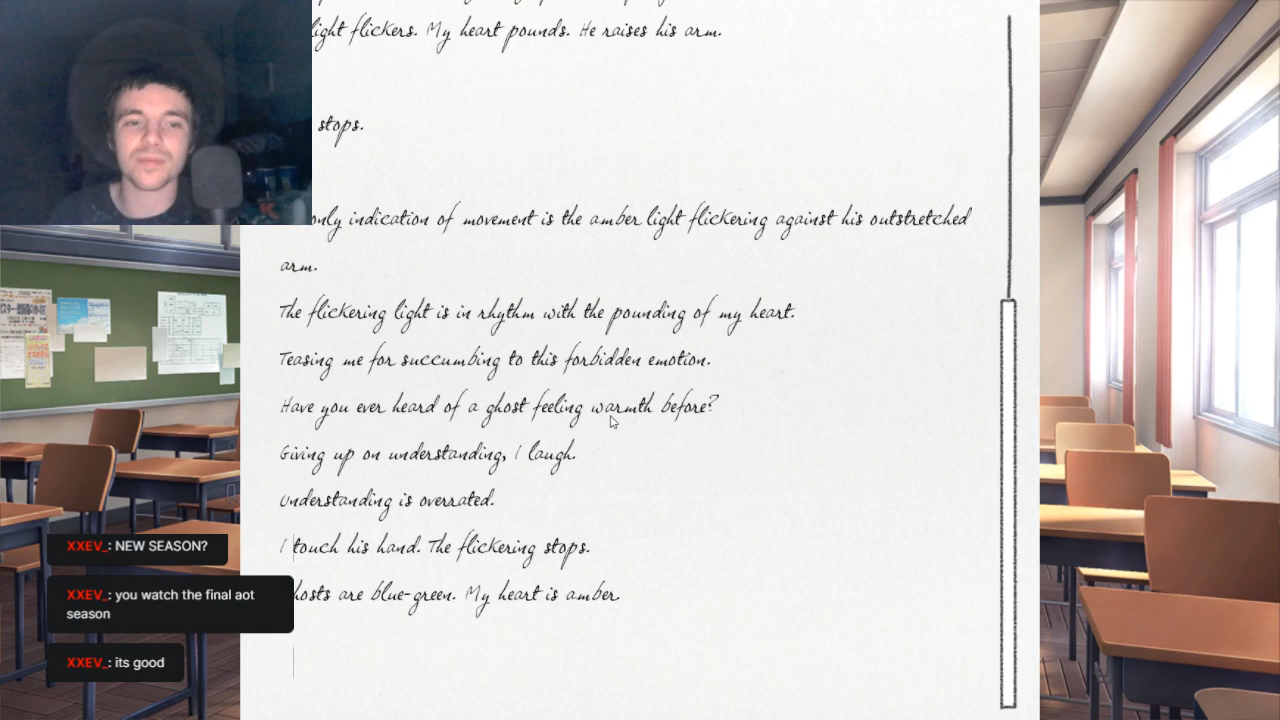 light flickers. My heart pounds. He raises his arm.
stops.
only indication of movement is the amber light flickering against his outstretched
arm.
The flickering light is in rhythm with the pounding of my heart.
Teasing me for succumbing to this forbidden emotion.
Have you ever heard of a ghost feeling warmth before?
Giving up on understanding, I laugh.
Understanding is overrated.
I touch his hand. The flickering stops.
hosts are blue-green. My heart is amber.
XXEV_: NEW SEASON?
XXEV_: you watch the final aot
season
XXEV_: its good